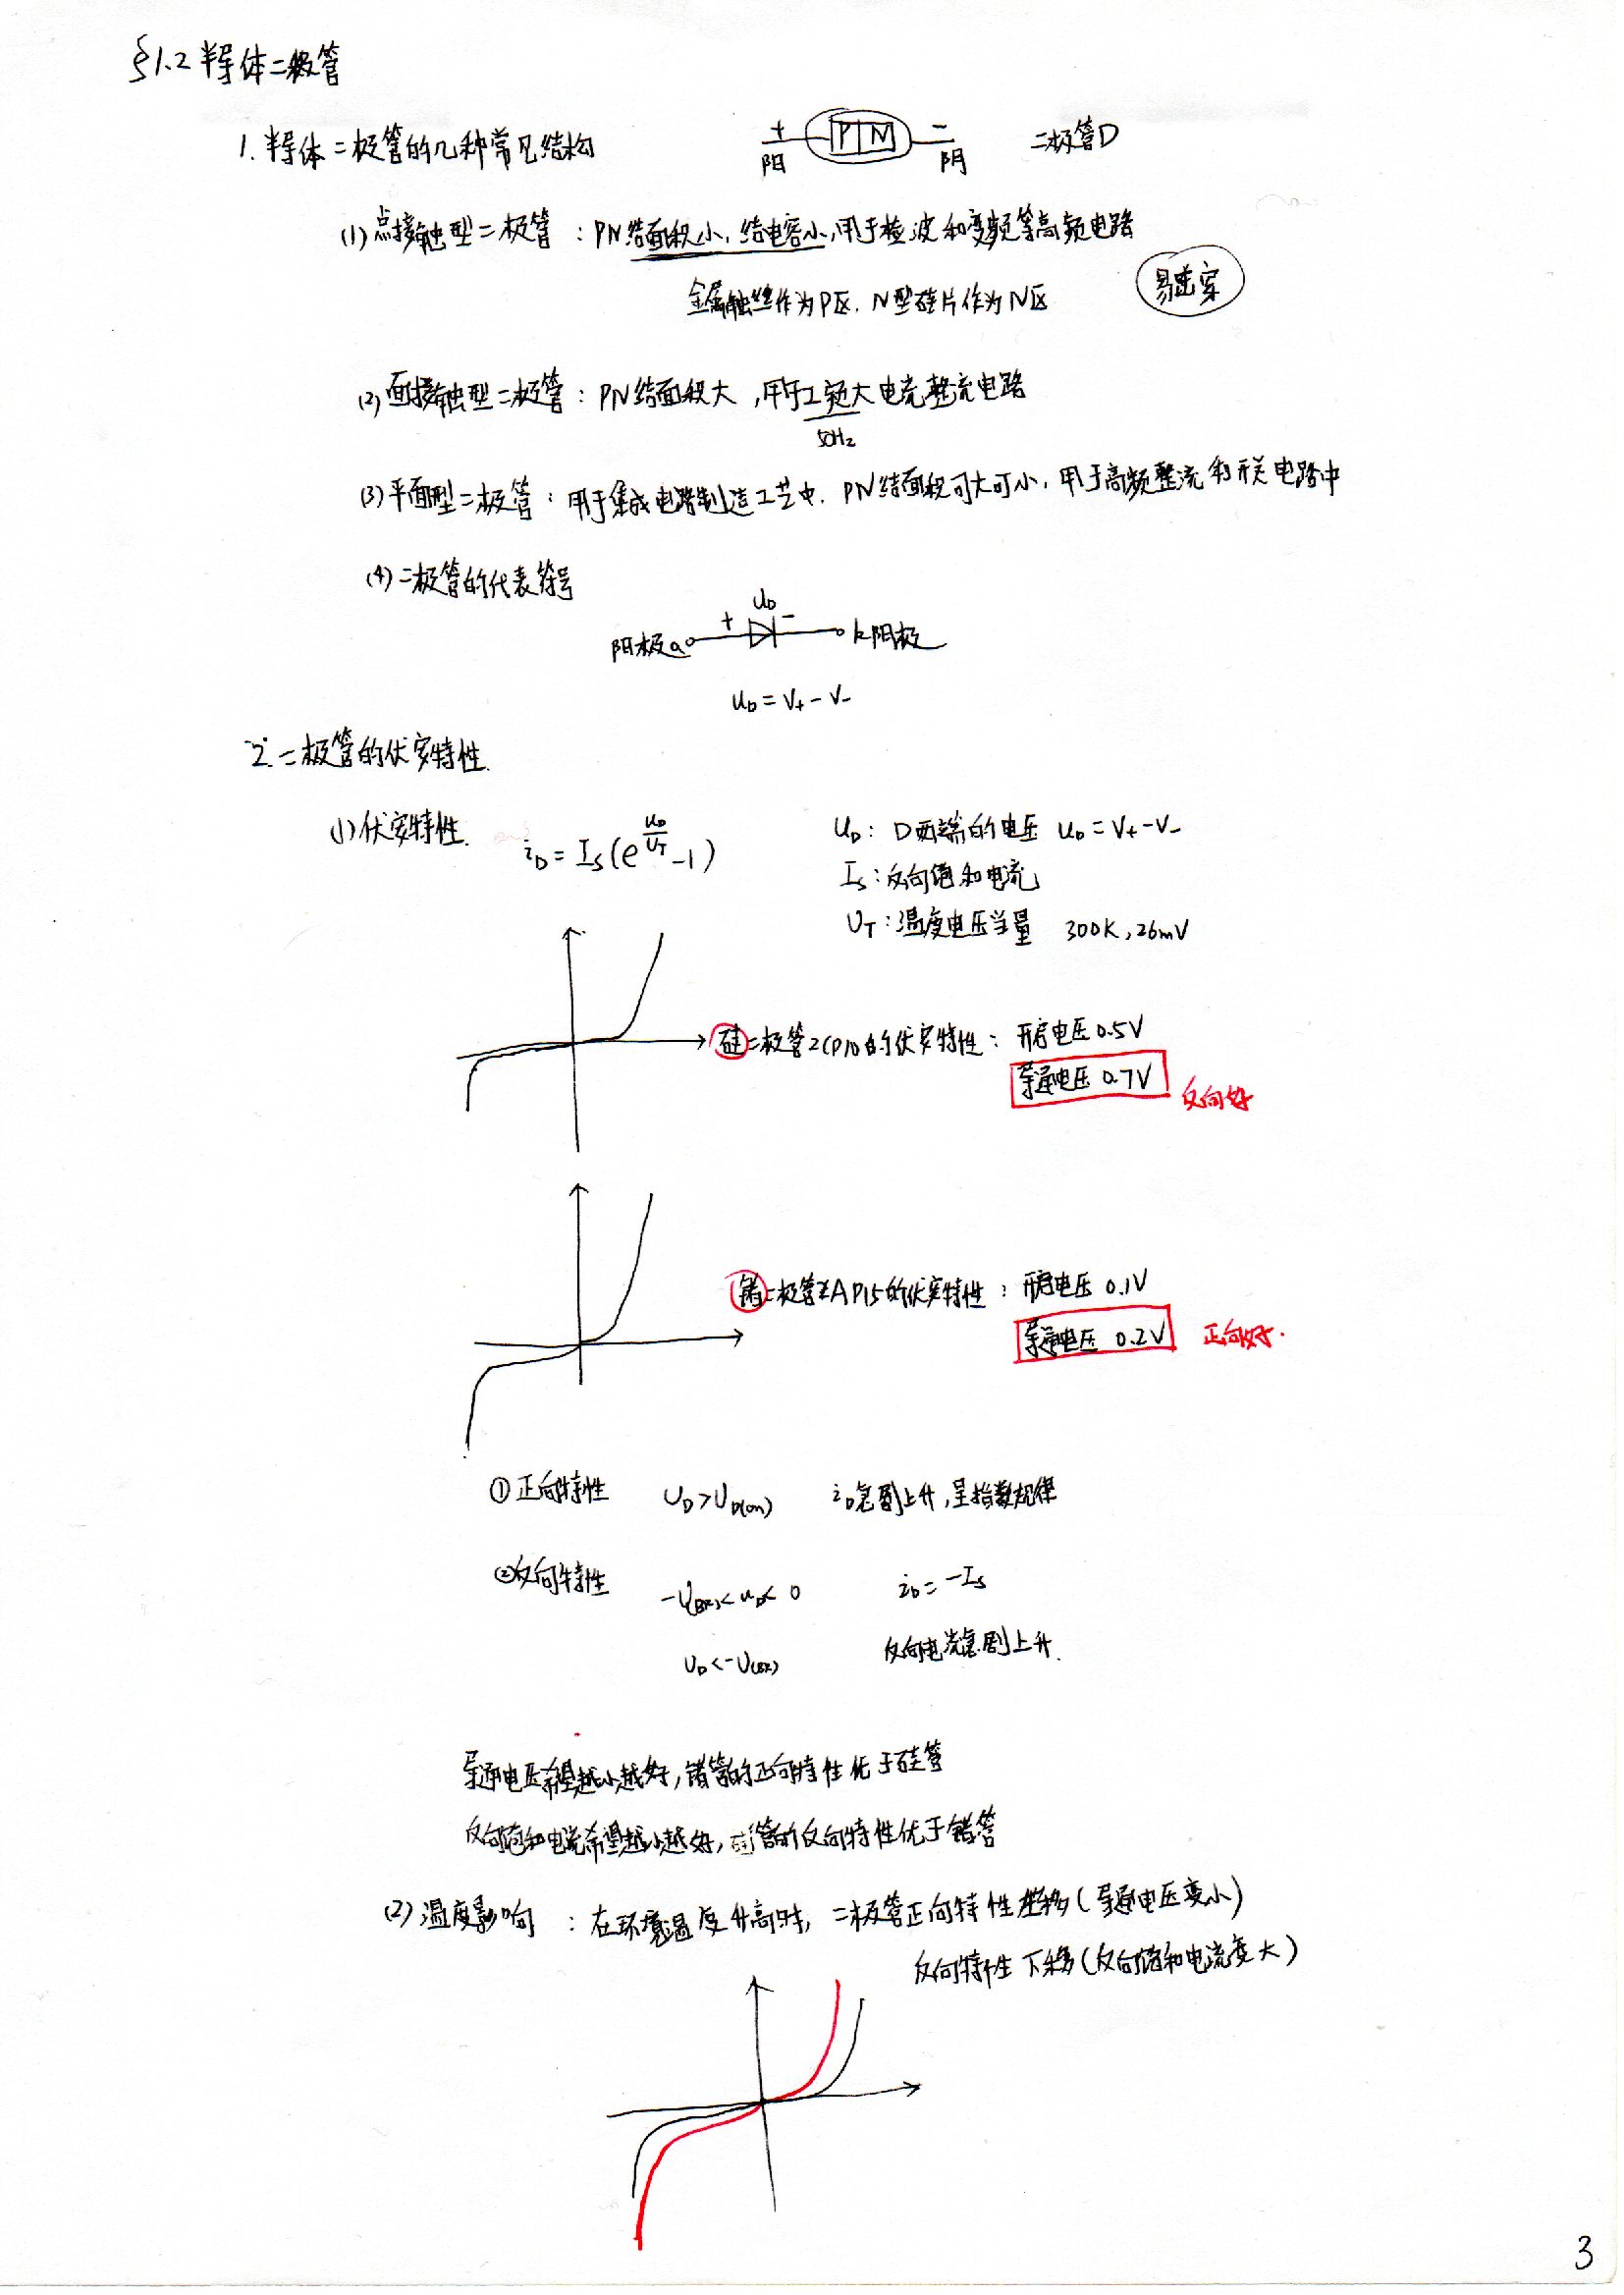 §1.2 半导体二极管
1. 半导体二极管的几种常见结构
+ P N - 二极管D
阳 阴
(1) 点接触型二极管：PN结面积小，结电容小，用于检波和变频等高频电路
金属触丝作为P区，N型硅片作为N区
易击穿
(2) 面接触型二极管：PN结面积大，用于工频大电流整流电路
50Hz
(3) 平面型二极管：用于集成电路制造工艺中，PN结面积可大可小，用于高频整流和开关电路中
(4) 二极管的代表符号
U_D
+ -
阳极a k阴极
u_D = V+ - V-
2. 二极管的伏安特性
(1) 伏安特性 i_D = I_S(e^{u_D/U_T} - 1)
U_D：D两端的电压 u_D = V+ - V-
I_S：反向饱和电流
U_T：温度电压当量 300K, 26mV
硅二极管2CP10的伏安特性：开启电压0.5V
导通电压 0.7V 反向好
锗二极管2AP15的伏安特性：开启电压 0.1V
导通电压 0.2V 正向好.
① 正向特性 U_D > U_D(on) i_D急剧上升，呈指数规律
② 反向特性 -U_(BR) < u_D < 0 i_D = -I_S
U_D < -U_(BR) 反向电流急剧上升.
导通电压希望越小越好，锗管的正向特性优于硅管
反向饱和电流希望越小越好，硅管的反向特性优于锗管
(2) 温度影响：在环境温度升高时，二极管正向特性左移（导通电压变小）
反向特性下移（反向饱和电流变大）
3